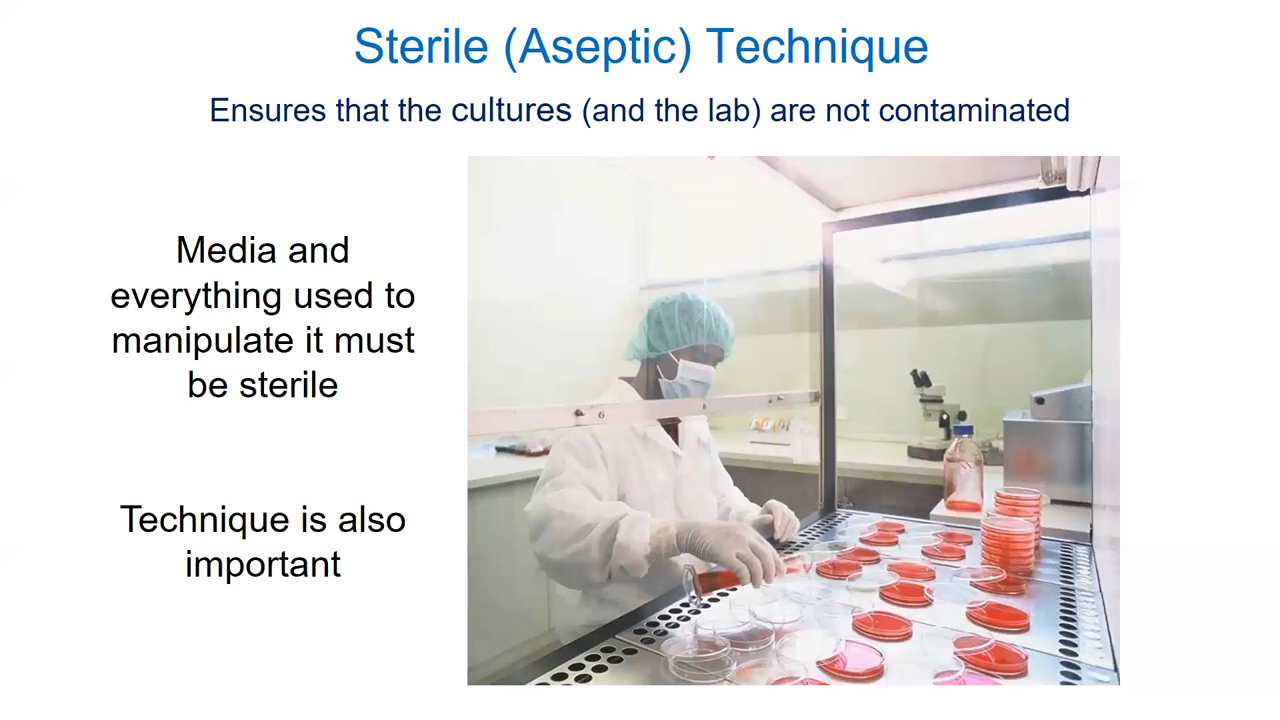 Sterile (Aseptic) Technique
Ensures that the cultures (and the lab) are not contaminated
Media and
everything used to
manipulate it must
be sterile
Technique is also
important